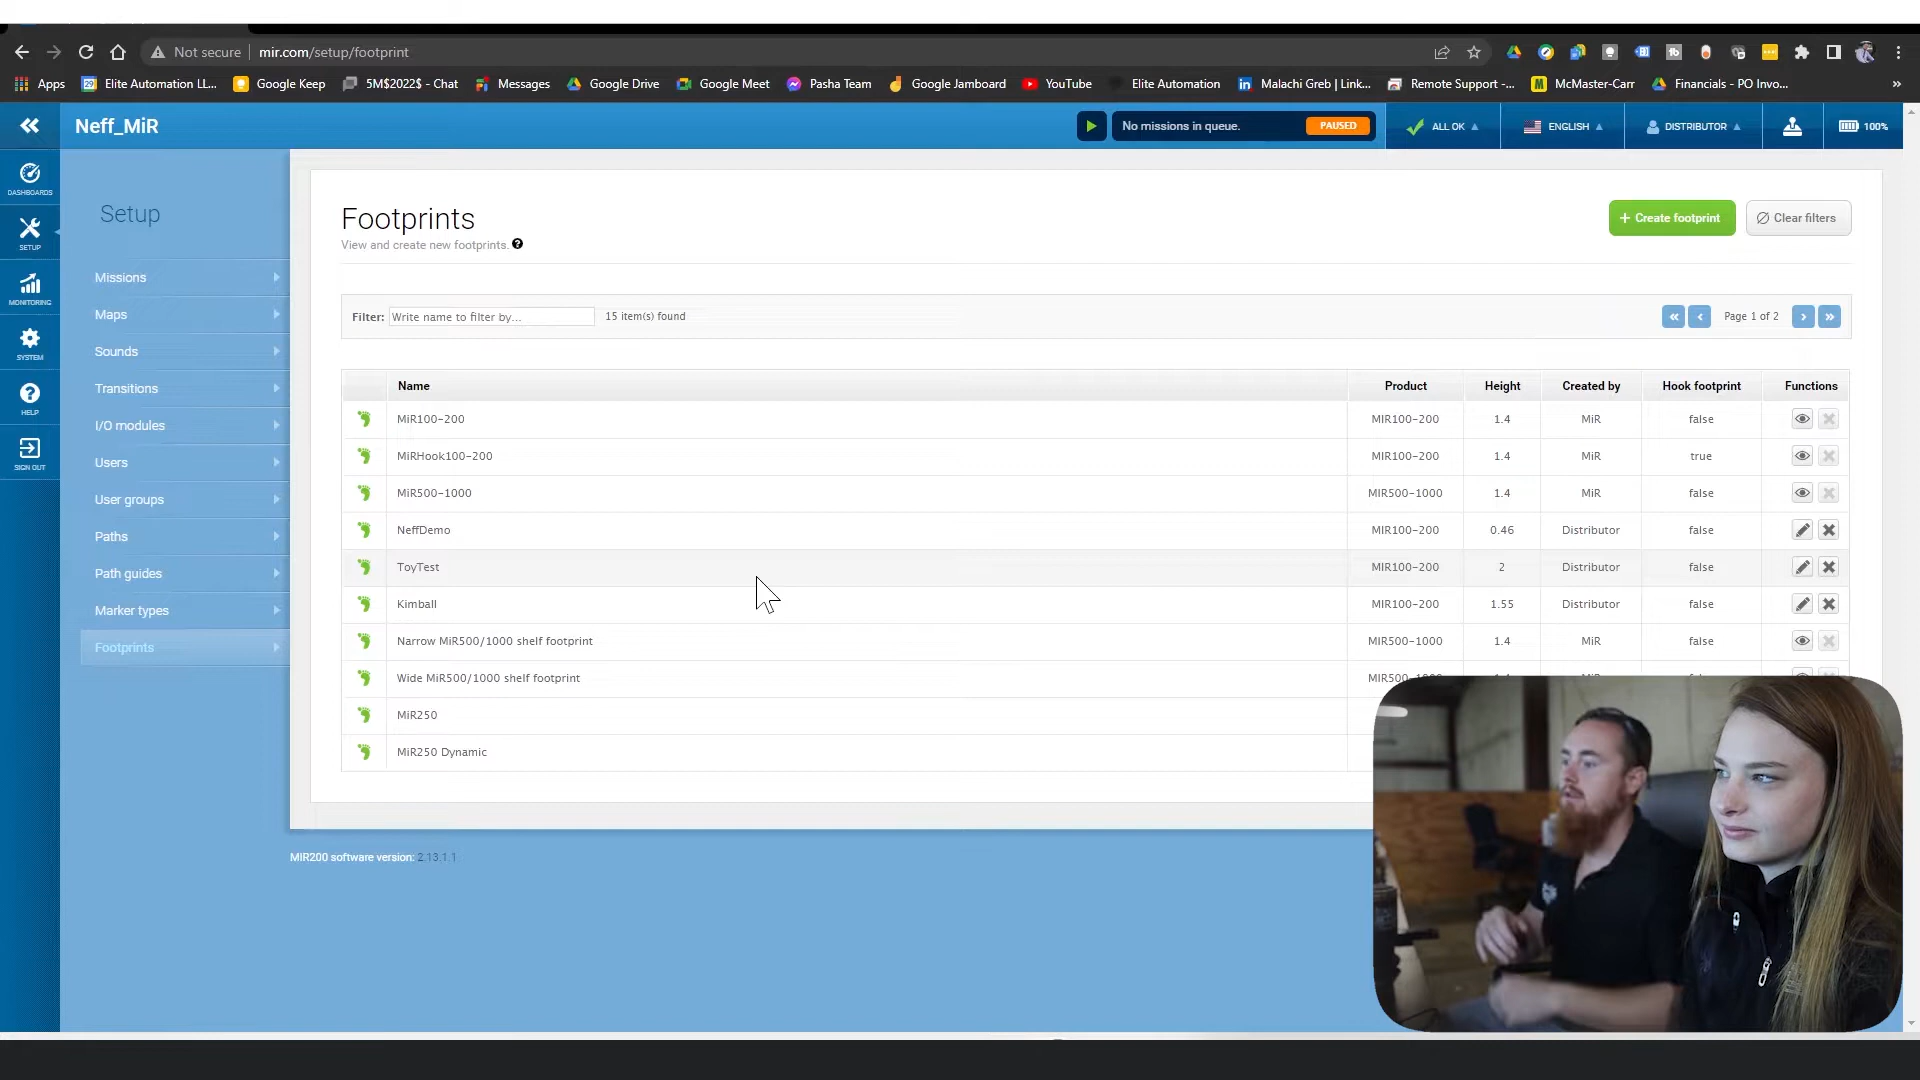 Not secure | mir.com/setup/footprint
Apps Elite Automation LL... Google Keep 5M$2022$ - Chat Messages Google Drive Google Meet Pasha Team Google Jamboard YouTube Elite Automation Malachi Greb | Link... Remote Support -... McMaster-Carr Financials - PO Invo...
Neff_MiR
No missions in queue. PAUSED ALL OK ENGLISH DISTRIBUTOR 100%
DASHBOARDS
SETUP
MONITORING
SYSTEM
HELP
SIGN OUT
Setup
Missions
Maps
Sounds
Transitions
I/O modules
Users
User groups
Paths
Path guides
Marker types
Footprints
Footprints
View and create new footprints.
+ Create footprint
Clear filters
Filter: Write name to filter by... 15 item(s) found Page 1 of 2
Name Product Height Created by Hook footprint Functions
MiR100-200 MIR100-200 1.4 MiR false
MiRHook100-200 MIR100-200 1.4 MiR true
MiR500-1000 MIR500-1000 1.4 MiR false
NeffDemo MIR100-200 0.46 Distributor false
ToyTest MIR100-200 2 Distributor false
Kimball MIR100-200 1.55 Distributor false
Narrow MiR500/1000 shelf footprint MIR500-1000 1.4 MiR false
Wide MiR500/1000 shelf footprint
MiR250
MiR250 Dynamic
MIR200 software version: 2.13.1.1